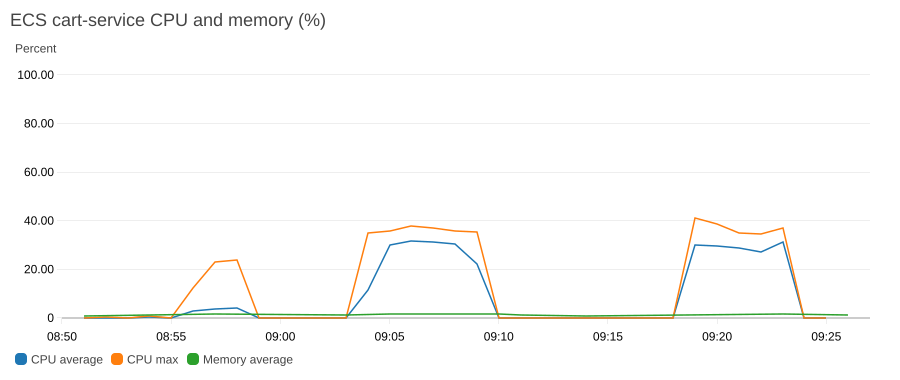 ECS cart-service CPU and memory (%)
Percent
100.00
80.00
60.00
40.00
20.00
0
08:50 08:55 09:00 09:05 09:10 09:15 09:20 09:25
CPU average CPU max Memory average